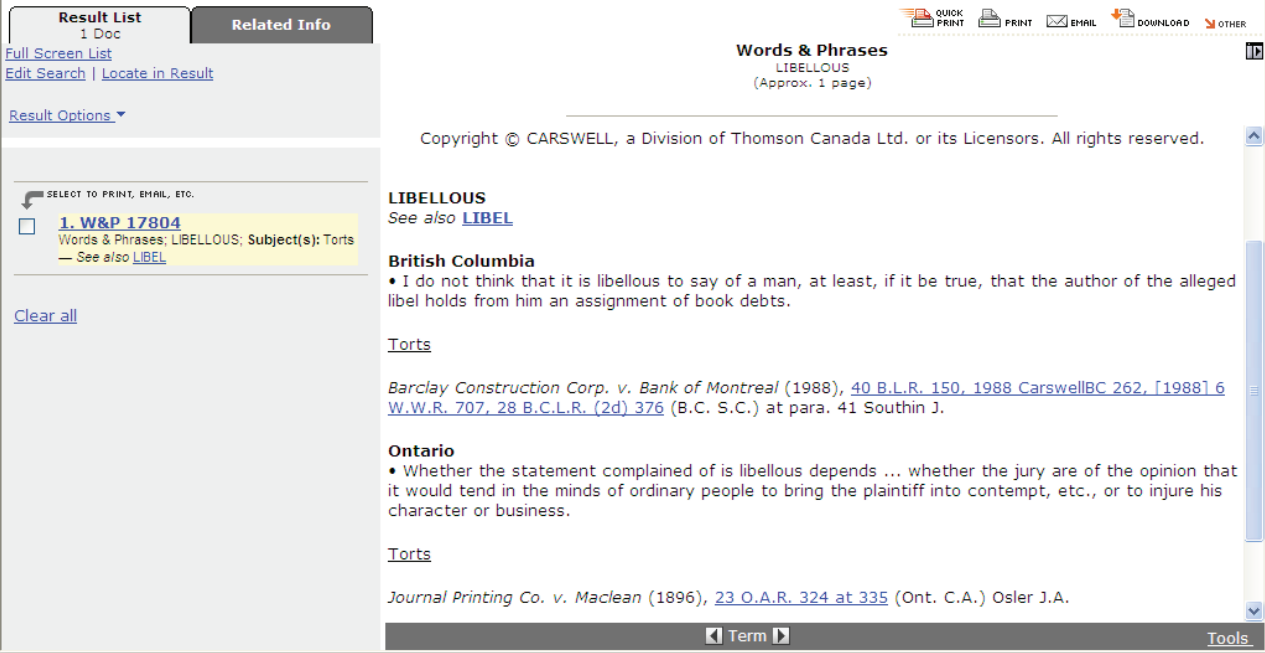 Result List
1 Doc
Related Info
QUICK PRINT
PRINT
EMAIL
DOWNLOAD
OTHER
Full Screen List
Edit Search | Locate in Result
Result Options
SELECT TO PRINT, EMAIL, ETC.
1. W&P 17804
Words & Phrases; LIBELLOUS; Subject(s): Torts
— See also LIBEL
Clear all
Words & Phrases
LIBELLOUS
(Approx. 1 page)
Copyright © CARSWELL, a Division of Thomson Canada Ltd. or its Licensors. All rights reserved.
LIBELLOUS
See also LIBEL
British Columbia
• I do not think that it is libellous to say of a man, at least, if it be true, that the author of the alleged
libel holds from him an assignment of book debts.
Torts
Barclay Construction Corp. v. Bank of Montreal (1988), 40 B.L.R. 150, 1988 CarswellBC 262, [1988] 6
W.W.R. 707, 28 B.C.L.R. (2d) 376 (B.C. S.C.) at para. 41 Southin J.
Ontario
• Whether the statement complained of is libellous depends ... whether the jury are of the opinion that
it would tend in the minds of ordinary people to bring the plaintiff into contempt, etc., or to injure his
character or business.
Torts
Journal Printing Co. v. Maclean (1896), 23 O.A.R. 324 at 335 (Ont. C.A.) Osler J.A.
Term
Tools